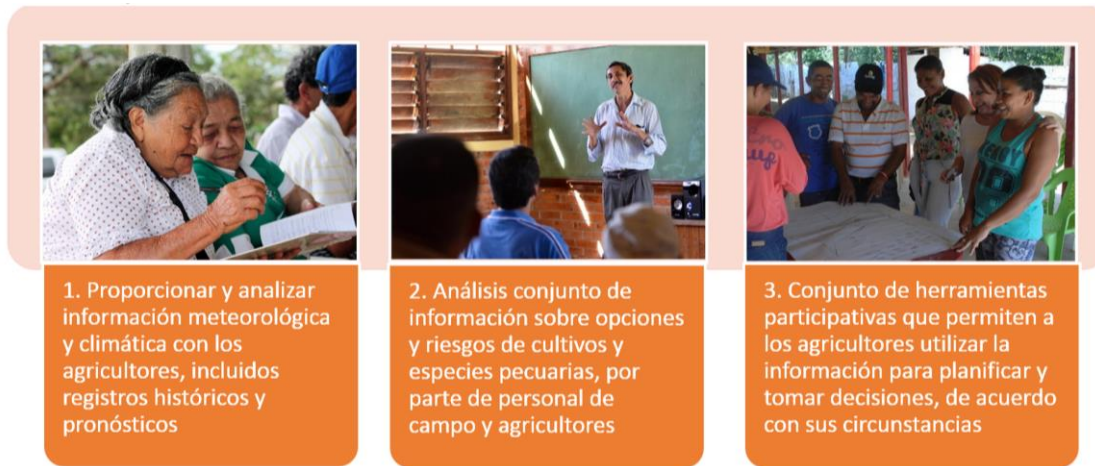 1. Proporcionar y analizar
información meteorológica
y climática con los
agricultores, incluidos
registros históricos y
pronósticos
2. Análisis conjunto de
información sobre opciones
y riesgos de cultivos y
especies pecuarias, por
parte de personal de
campo y agricultores
3. Conjunto de herramientas
participativas que permiten a
los agricultores utilizar la
información para planificar y
tomar decisiones, de acuerdo
con sus circunstancias